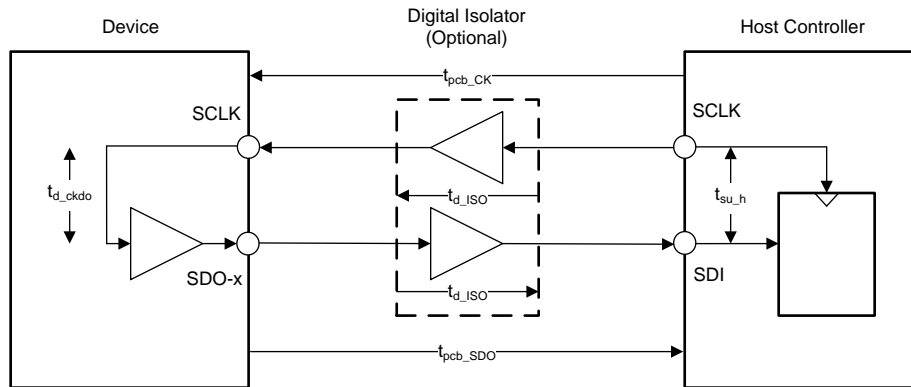 Device
Digital Isolator
(Optional)
Host Controller
tpcb_CK
SCLK
SCLK
td_ckdo
td_ISO
tsu_h
SDO-x
SDI
td_ISO
tpcb_SDO